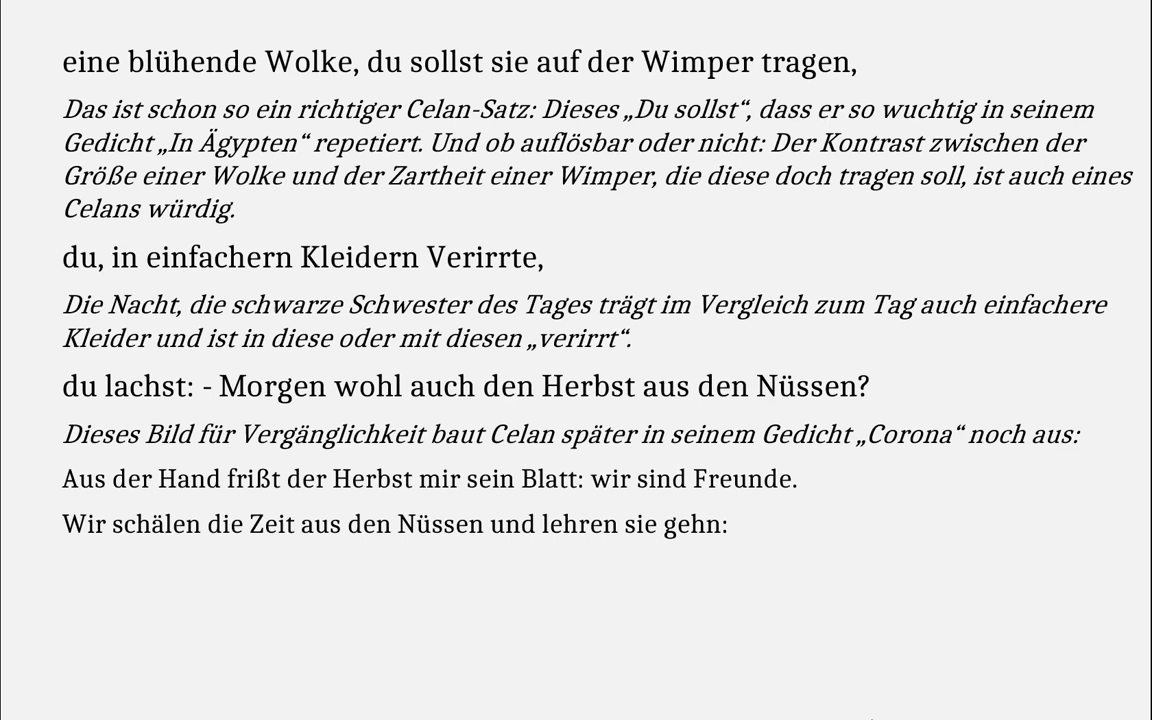 eine blühende Wolke, du sollst sie auf der Wimper tragen,
Das ist schon so ein richtiger Celan-Satz: Dieses „Du sollst“, dass er so wuchtig in seinem
Gedicht „In Ägypten“ repetiert. Und ob auflösbar oder nicht: Der Kontrast zwischen der
Größe einer Wolke und der Zartheit einer Wimper, die diese doch tragen soll, ist auch eines
Celans würdig.
du, in einfachern Kleidern Verirrte,
Die Nacht, die schwarze Schwester des Tages trägt im Vergleich zum Tag auch einfachere
Kleider und ist in diese oder mit diesen „verirrt“.
du lachst: - Morgen wohl auch den Herbst aus den Nüssen?
Dieses Bild für Vergänglichkeit baut Celan später in seinem Gedicht „Corona“ noch aus:
Aus der Hand frißt der Herbst mir sein Blatt: wir sind Freunde.
Wir schälen die Zeit aus den Nüssen und lehren sie gehn: